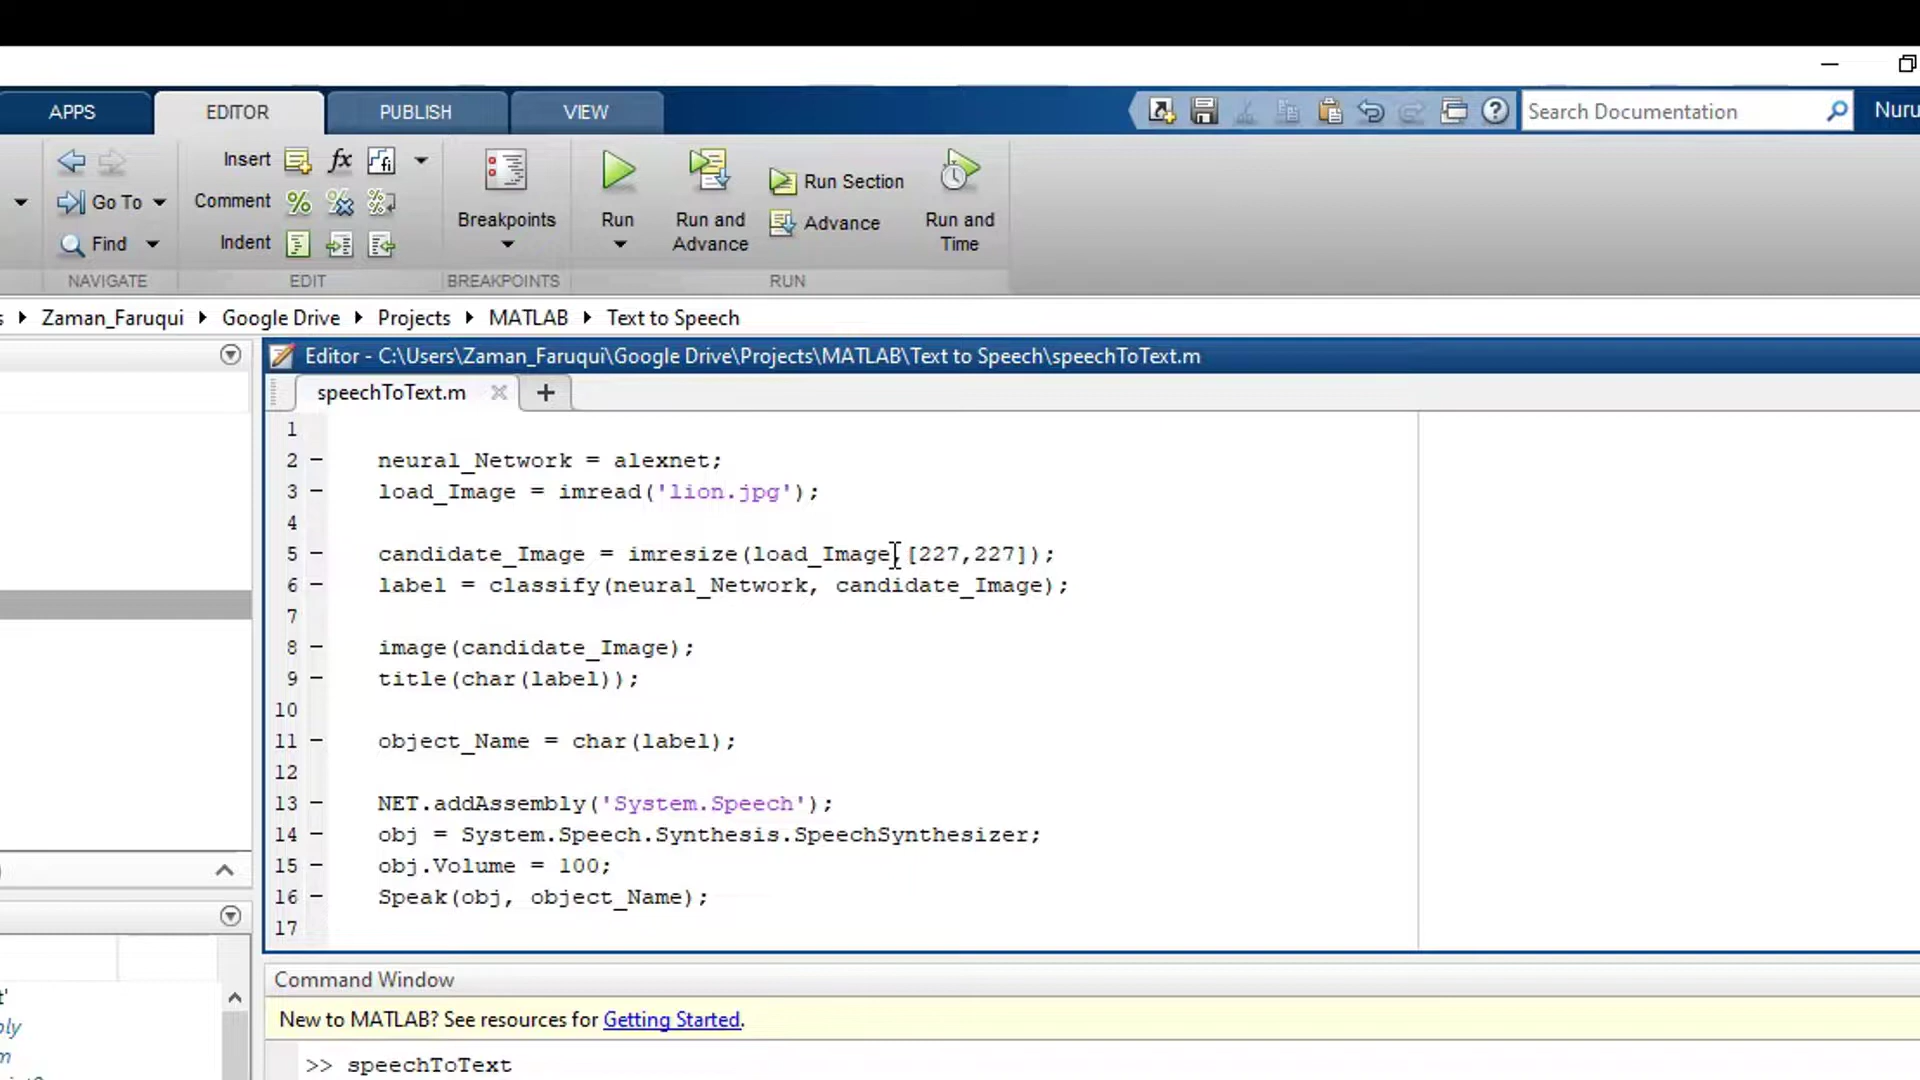 APPS EDITOR PUBLISH VIEW Search Documentation Nuru
Insert fx fi
Go To Comment % % %
Find Indent
Breakpoints Run Run and Advance Run Section Advance Run and Time
NAVIGATE EDIT BREAKPOINTS RUN
Zaman_Faruqui Google Drive Projects MATLAB Text to Speech
Editor - C:\Users\Zaman_Faruqui\Google Drive\Projects\MATLAB\Text to Speech\speechToText.m
speechToText.m
1
2 neural_Network = alexnet;
3 load_Image = imread('lion.jpg');
4
5 candidate_Image = imresize(load_Image,[227,227]);
6 label = classify(neural_Network, candidate_Image);
7
8 image(candidate_Image);
9 title(char(label));
10
11 object_Name = char(label);
12
13 NET.addAssembly('System.Speech');
14 obj = System.Speech.Synthesis.SpeechSynthesizer;
15 obj.Volume = 100;
16 Speak(obj, object_Name);
17
Command Window
New to MATLAB? See resources for Getting Started.
>> speechToText